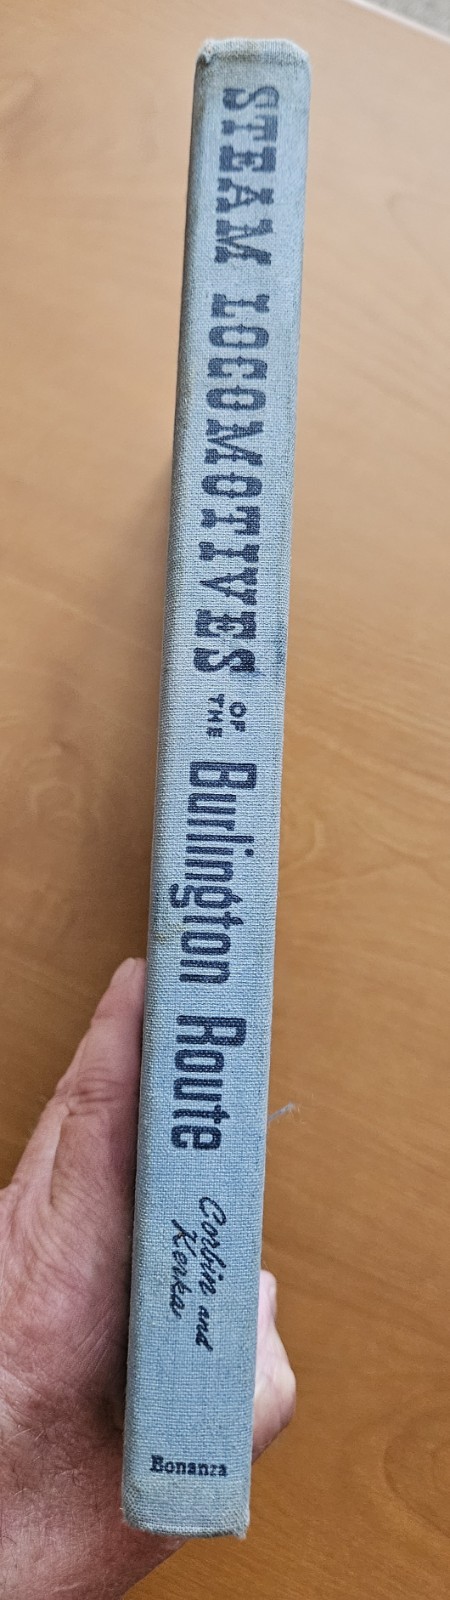 STEAM LOCOMOTIVES OF THE Burlington Route
Corbin and
Kerka
Bonanza